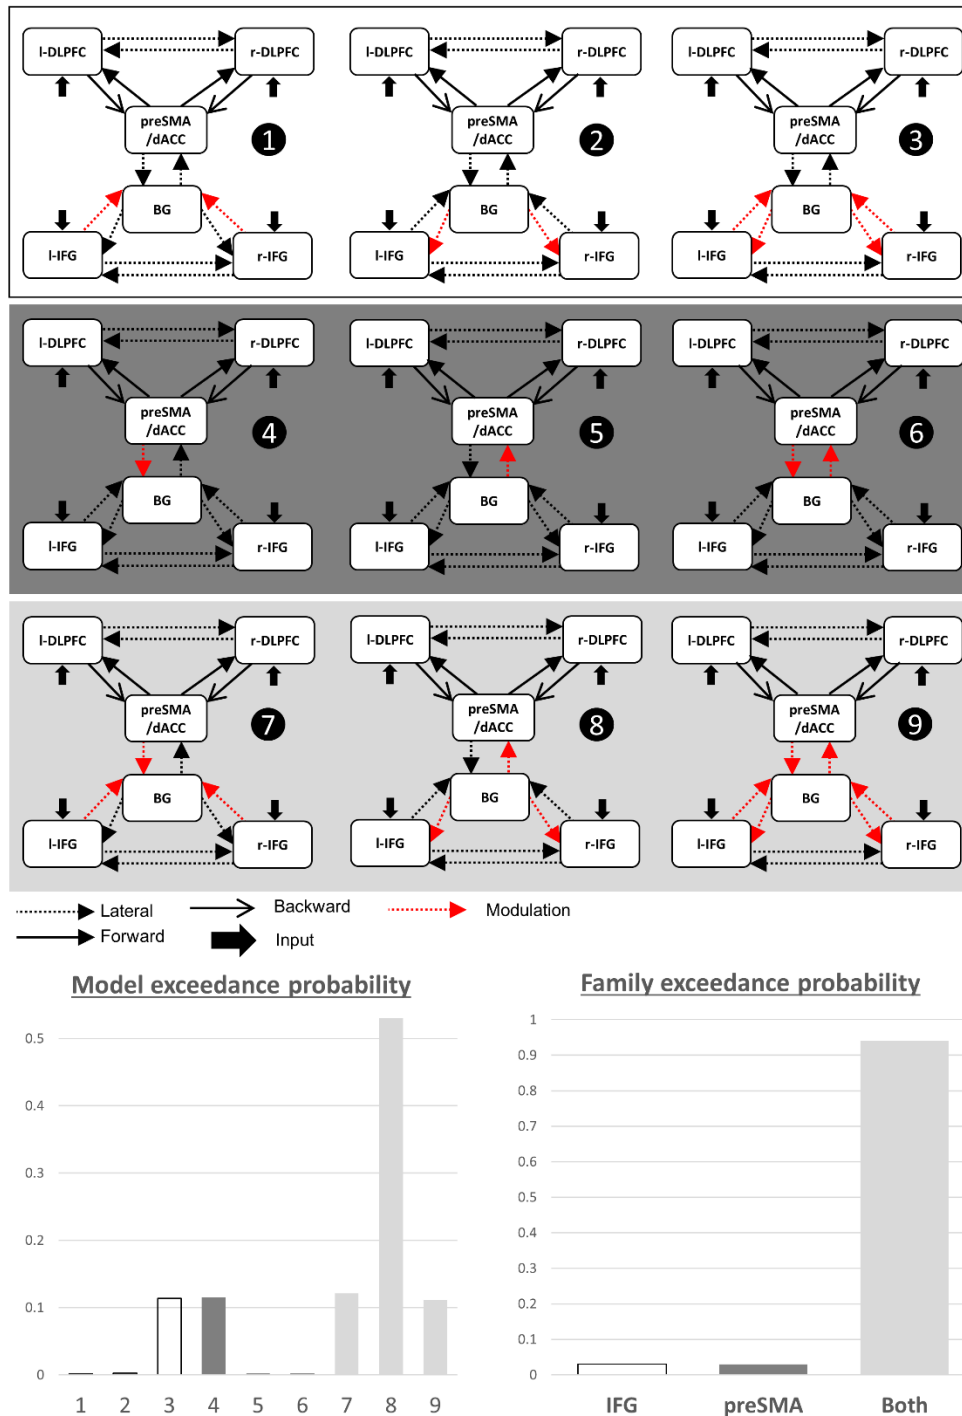 l-DLPFC r-DLPFC l-DLPFC r-DLPFC l-DLPFC r-DLPFC
preSMA preSMA preSMA
/dACC 1 /dACC 2 /dACC 3
BG BG BG
l-IFG r-IFG l-IFG r-IFG l-IFG r-IFG
l-DLPFC r-DLPFC l-DLPFC r-DLPFC l-DLPFC r-DLPFC
preSMA preSMA preSMA
/dACC 4 /dACC 5 /dACC 6
BG BG BG
l-IFG r-IFG l-IFG r-IFG l-IFG r-IFG
l-DLPFC r-DLPFC l-DLPFC r-DLPFC l-DLPFC r-DLPFC
preSMA preSMA preSMA
/dACC 7 /dACC 8 /dACC 9
BG BG BG
l-IFG r-IFG l-IFG r-IFG l-IFG r-IFG
Lateral Backward Modulation
Forward Input
Model exceedance probability
0.5
0.4
0.3
0.2
0.1
0
1 2 3 4 5 6 7 8 9
Family exceedance probability
1
0.9
0.8
0.7
0.6
0.5
0.4
0.3
0.2
0.1
0
IFG preSMA Both